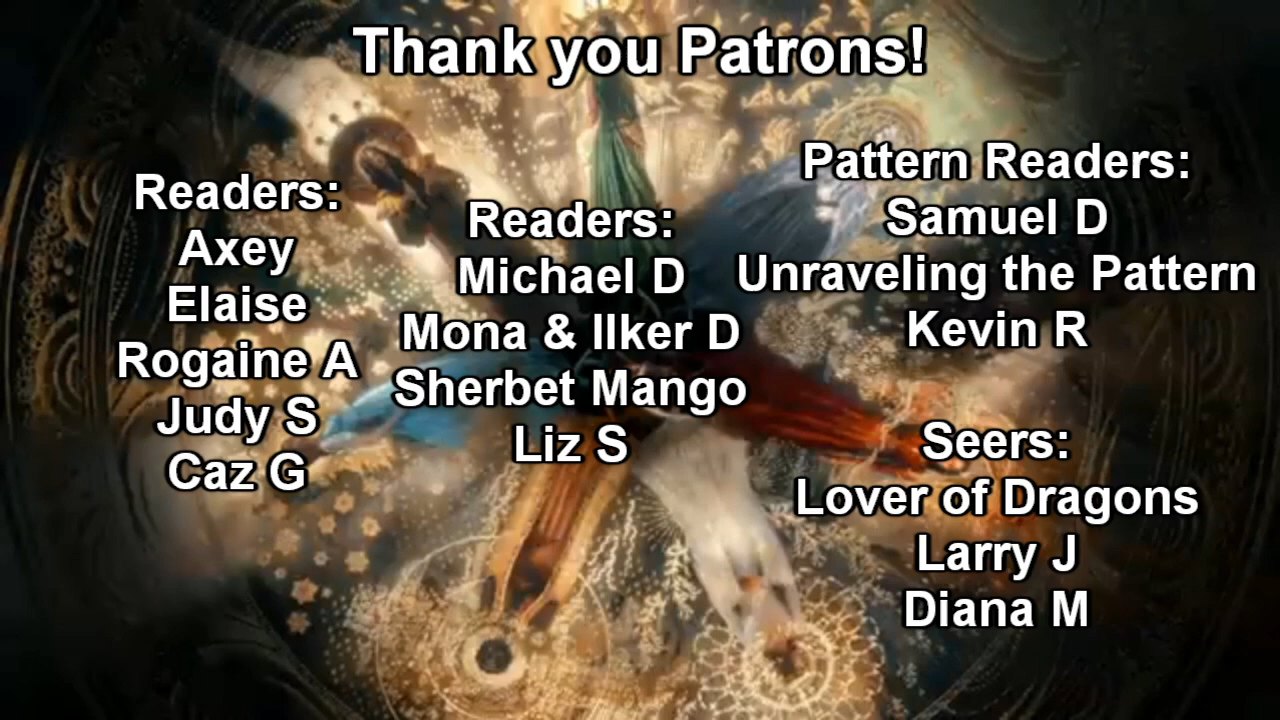 Thank you Patrons!
Readers:
Axey
Elaise
Rogaine A
Judy S
Caz G
Readers:
Michael D
Mona & Ilker D
Sherbet Mango
Liz S
Pattern Readers:
Samuel D
Unraveling the Pattern
Kevin R
Seers:
Lover of Dragons
Larry J
Diana M